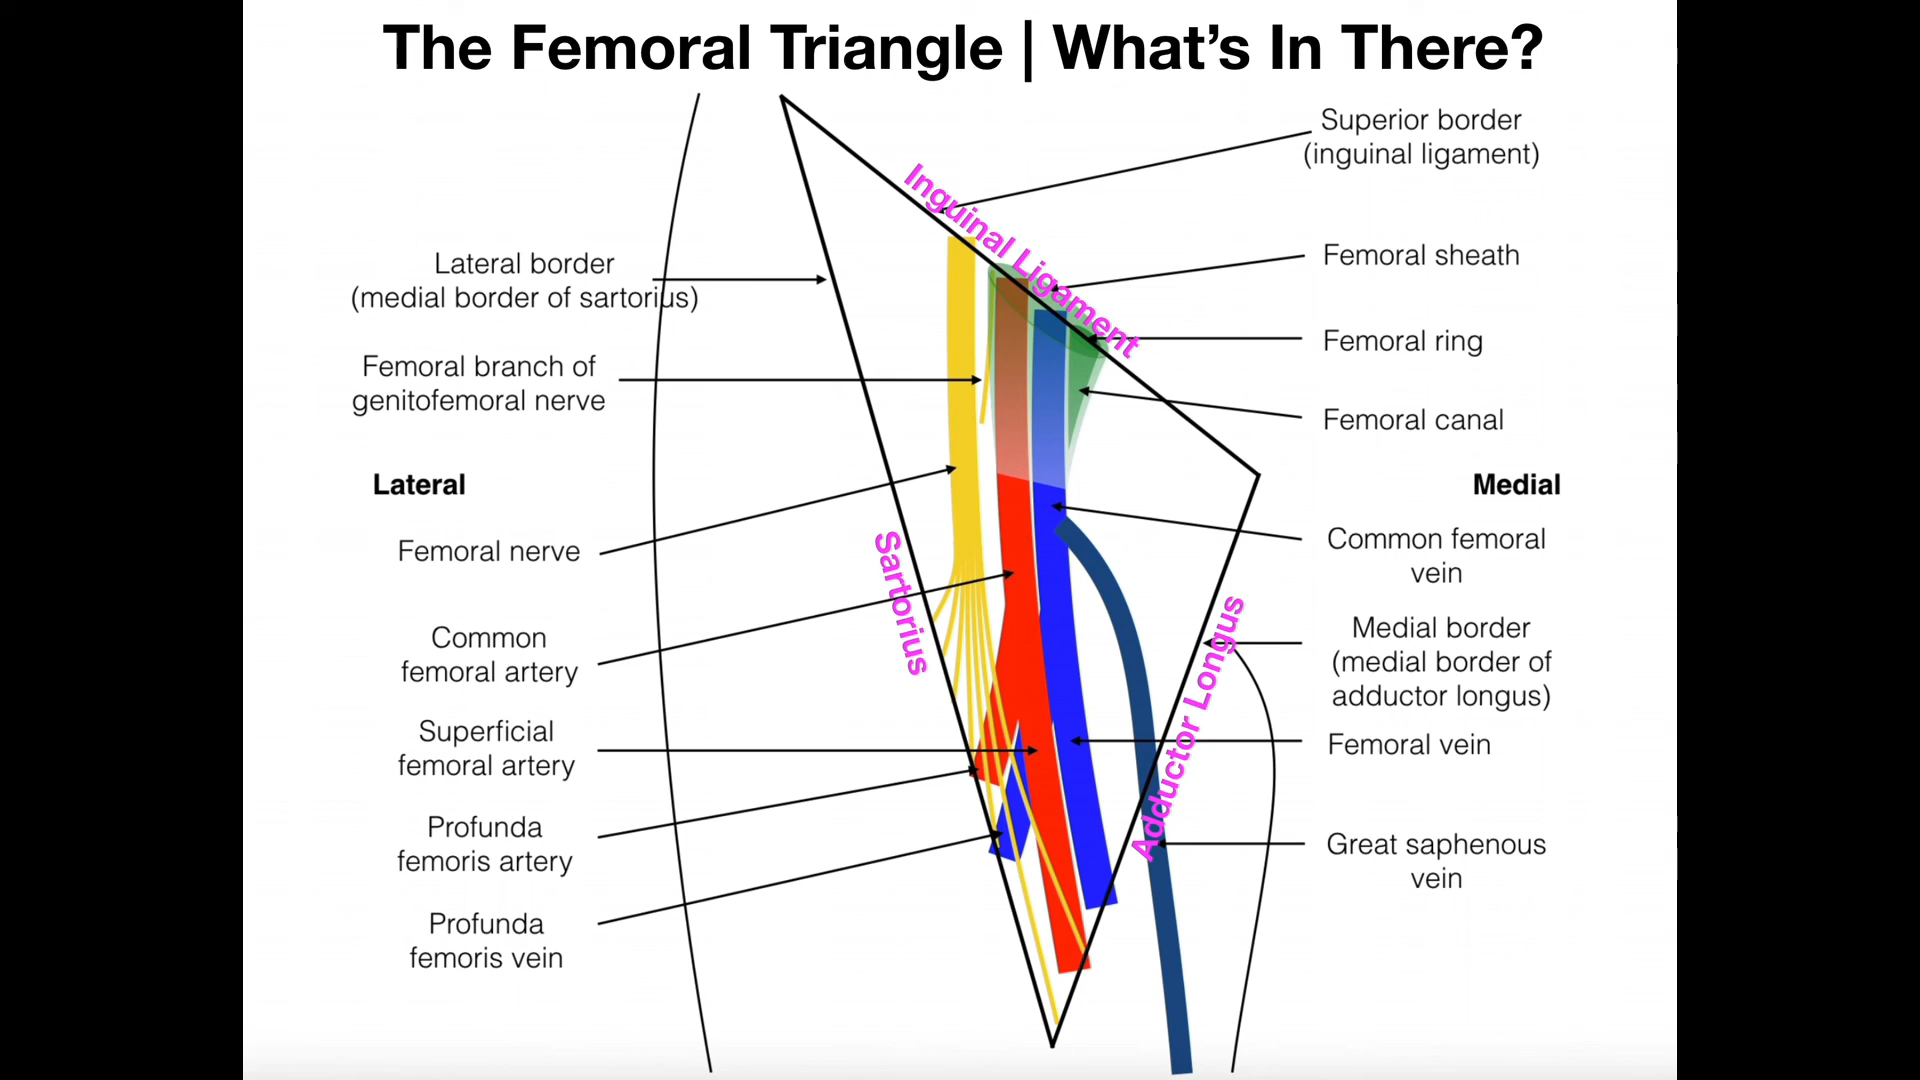 The Femoral Triangle | What's In There?
Superior border
(inguinal ligament)
Inguinal Ligament
Femoral sheath
Lateral border
(medial border of sartorius)
Femoral ring
Femoral branch of
genitofemoral nerve
Femoral canal
Lateral
Medial
Femoral nerve
Common femoral
vein
Sartorius
Common
femoral artery
Medial border
(medial border of
adductor longus)
Adductor Longus
Superficial
femoral artery
Femoral vein
Profunda
femoris artery
Great saphenous
vein
Profunda
femoris vein